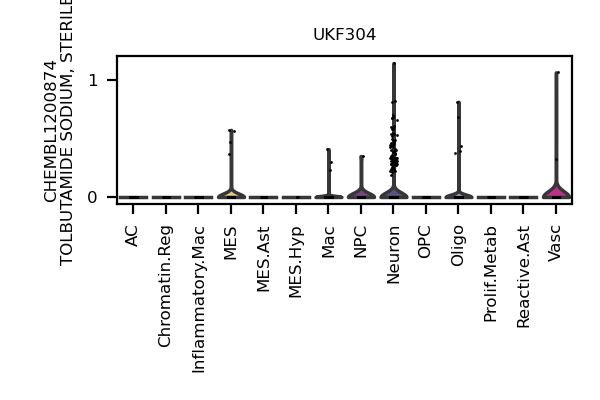 UKF304
CHEMBL1200874
TOLBUTAMIDE SODIUM, STERILE
1
0
AC
Chromatin.Reg
Inflammatory.Mac
MES
MES.Ast
MES.Hyp
Mac
NPC
Neuron
OPC
Oligo
Prolif.Metab
Reactive.Ast
Vasc